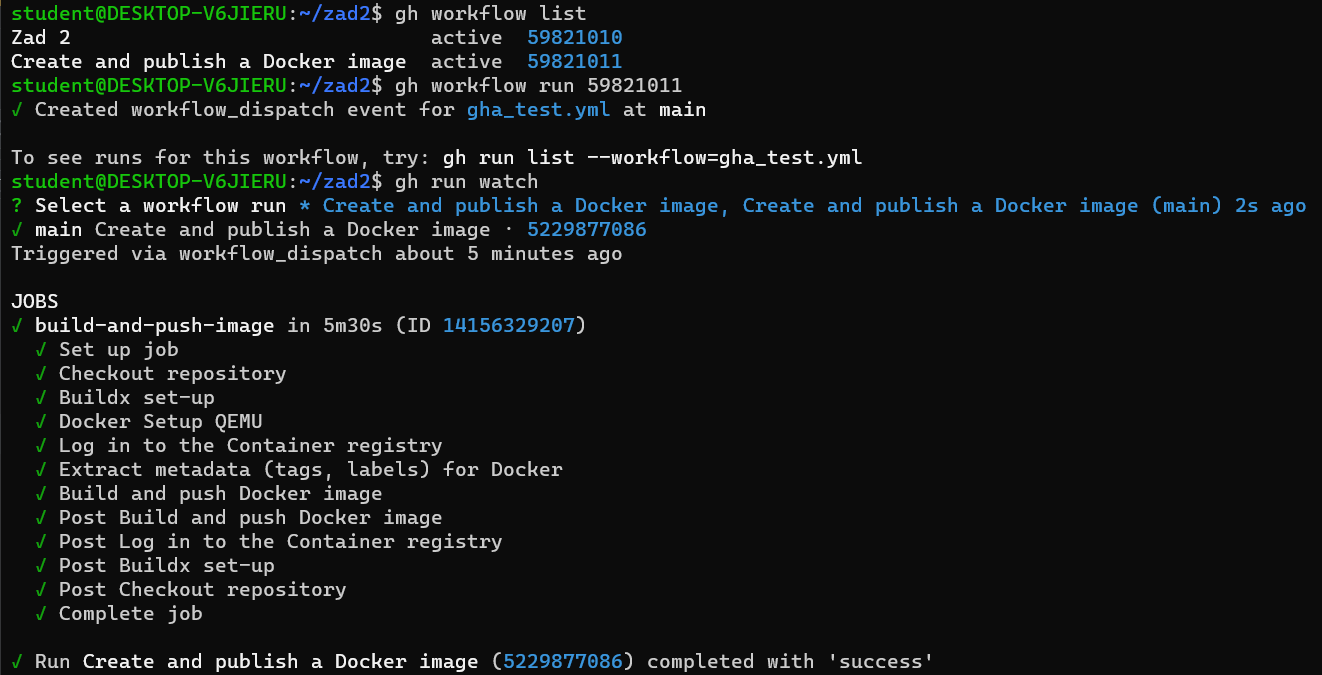 student@DESKTOP-V6JIERU:~/zad2$ gh workflow list
Zad 2                              active  59821010
Create and publish a Docker image  active  59821011
student@DESKTOP-V6JIERU:~/zad2$ gh workflow run 59821011
✓ Created workflow_dispatch event for gha_test.yml at main

To see runs for this workflow, try: gh run list --workflow=gha_test.yml
student@DESKTOP-V6JIERU:~/zad2$ gh run watch
? Select a workflow run * Create and publish a Docker image, Create and publish a Docker image (main) 2s ago
✓ main Create and publish a Docker image · 5229877086
Triggered via workflow_dispatch about 5 minutes ago

JOBS
✓ build-and-push-image in 5m30s (ID 14156329207)
  ✓ Set up job
  ✓ Checkout repository
  ✓ Buildx set-up
  ✓ Docker Setup QEMU
  ✓ Log in to the Container registry
  ✓ Extract metadata (tags, labels) for Docker
  ✓ Build and push Docker image
  ✓ Post Build and push Docker image
  ✓ Post Log in to the Container registry
  ✓ Post Buildx set-up
  ✓ Post Checkout repository
  ✓ Complete job

✓ Run Create and publish a Docker image (5229877086) completed with 'success'